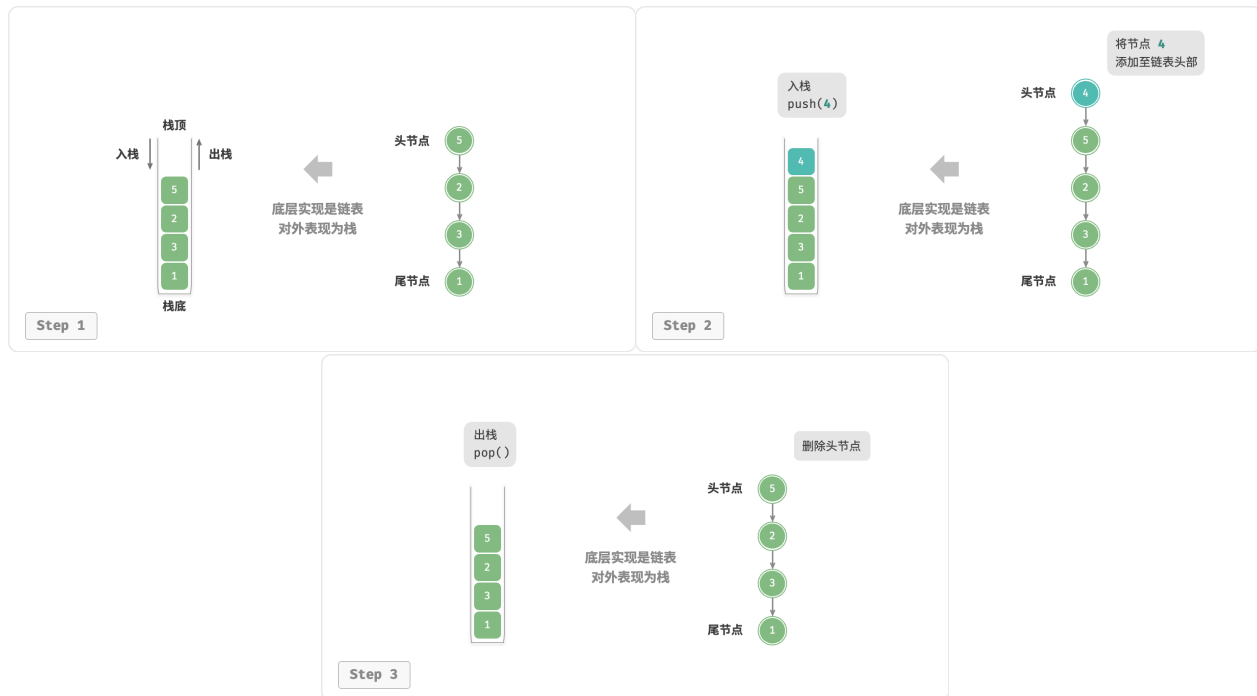 栈顶
入栈
出栈
5
2
3
1
栈底
底层实现是链表
对外表现为栈
头节点
5
2
3
尾节点
1
Step 1
入栈
push(4)
4
5
2
3
1
底层实现是链表
对外表现为栈
将节点 4
添加至链表头部
头节点
4
5
2
3
尾节点
1
Step 2
出栈
pop()
5
2
3
1
底层实现是链表
对外表现为栈
删除头节点
头节点
5
2
3
尾节点
1
Step 3